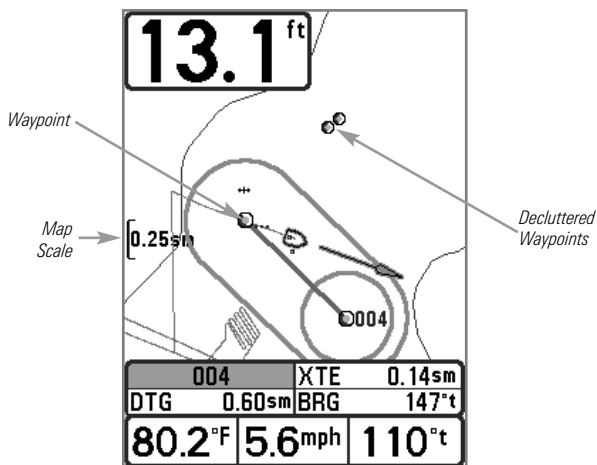 13.1 ft
Waypoint
Decluttered
Waypoints
Map
Scale
0.25sm
004
004
XTE 0.14sm
DTG 0.60sm
BRG 147°t
80.2°F
5.6mph
110°t